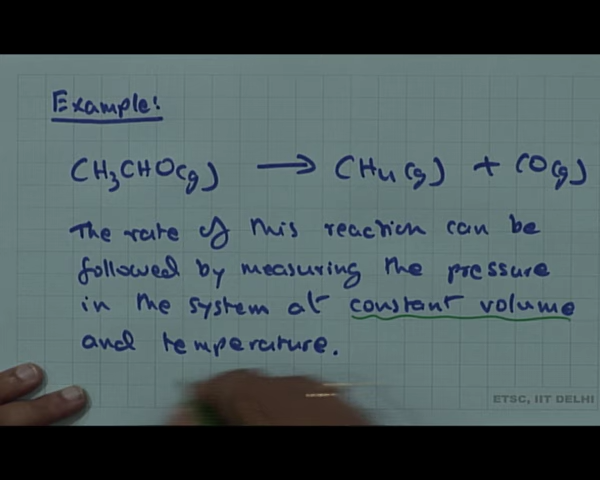 Example:
CH3CHO(g) → CH4(g) + CO(g)
The rate of this reaction can be
followed by measuring the pressure
in the system at constant volume
and temperature.
ETSC, IIT DELHI